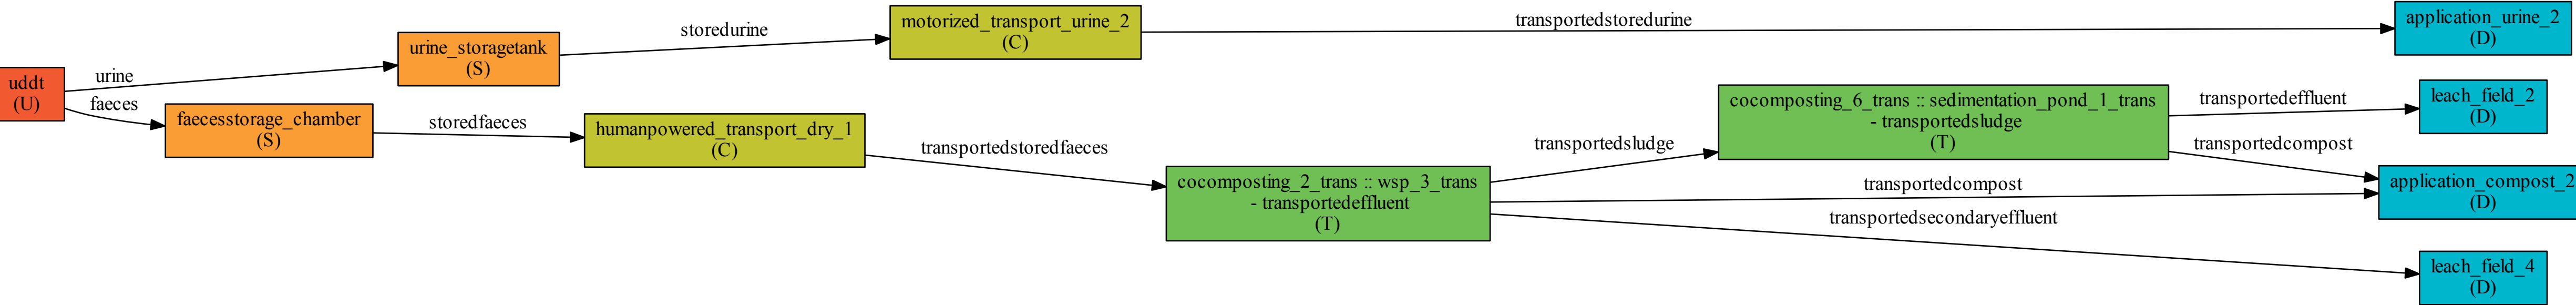 uddt
(U)
urine
faeces
urine_storagetank
(S)
faecesstorage_chamber
(S)
storedurine
storedfaeces
motorized_transport_urine_2
(C)
humanpowered_transport_dry_1
(C)
transportedstoredurine
transportedstoredfaeces
cocomposting_2_trans :: wsp_3_trans
- transportedeffluent
(T)
transportedsludge
transportedcompost
transportedsecondaryeffluent
cocomposting_6_trans :: sedimentation_pond_1_trans
- transportedsludge
(T)
transportedeffluent
transportedcompost
application_urine_2
(D)
leach_field_2
(D)
application_compost_2
(D)
leach_field_4
(D)